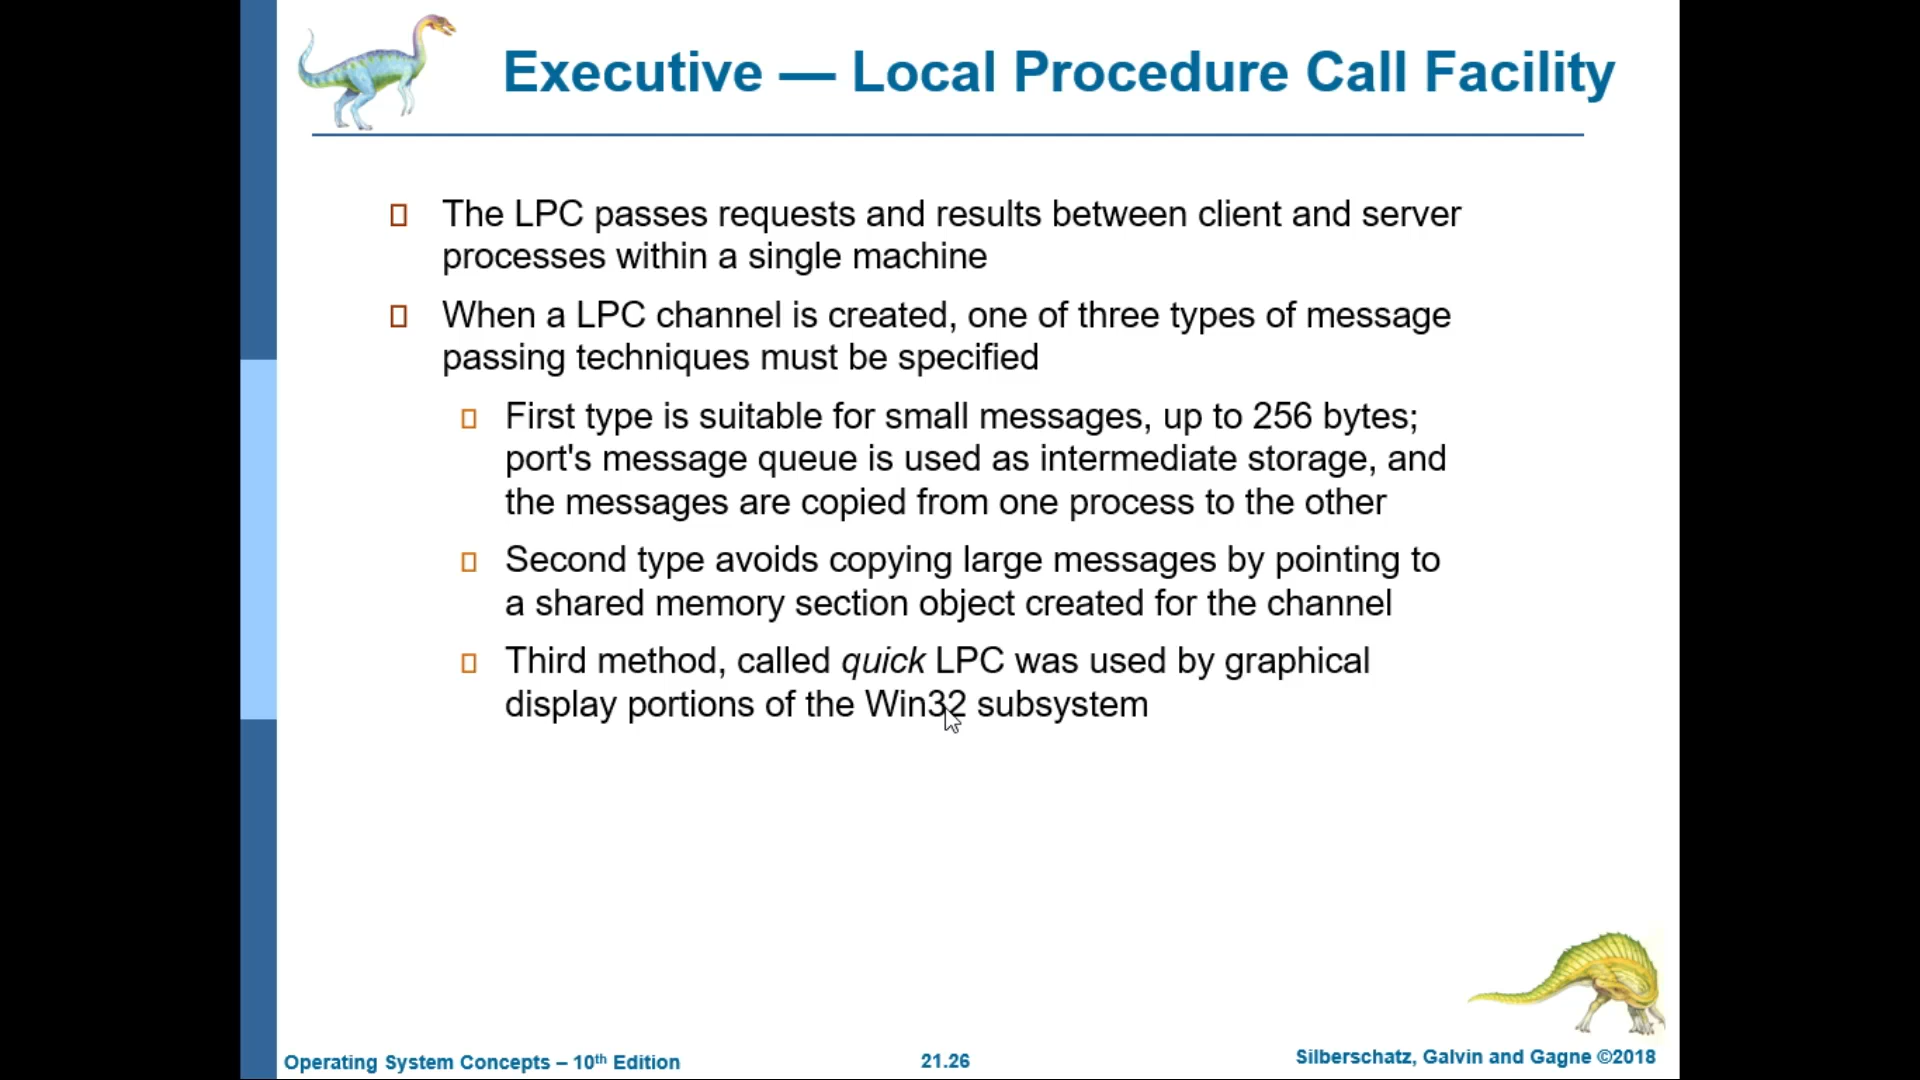 Executive — Local Procedure Call Facility
The LPC passes requests and results between client and server
processes within a single machine
When a LPC channel is created, one of three types of message
passing techniques must be specified
First type is suitable for small messages, up to 256 bytes;
port's message queue is used as intermediate storage, and
the messages are copied from one process to the other
Second type avoids copying large messages by pointing to
a shared memory section object created for the channel
Third method, called quick LPC was used by graphical
display portions of the Win32 subsystem
Operating System Concepts – 10th Edition
21.26
Silberschatz, Galvin and Gagne ©2018